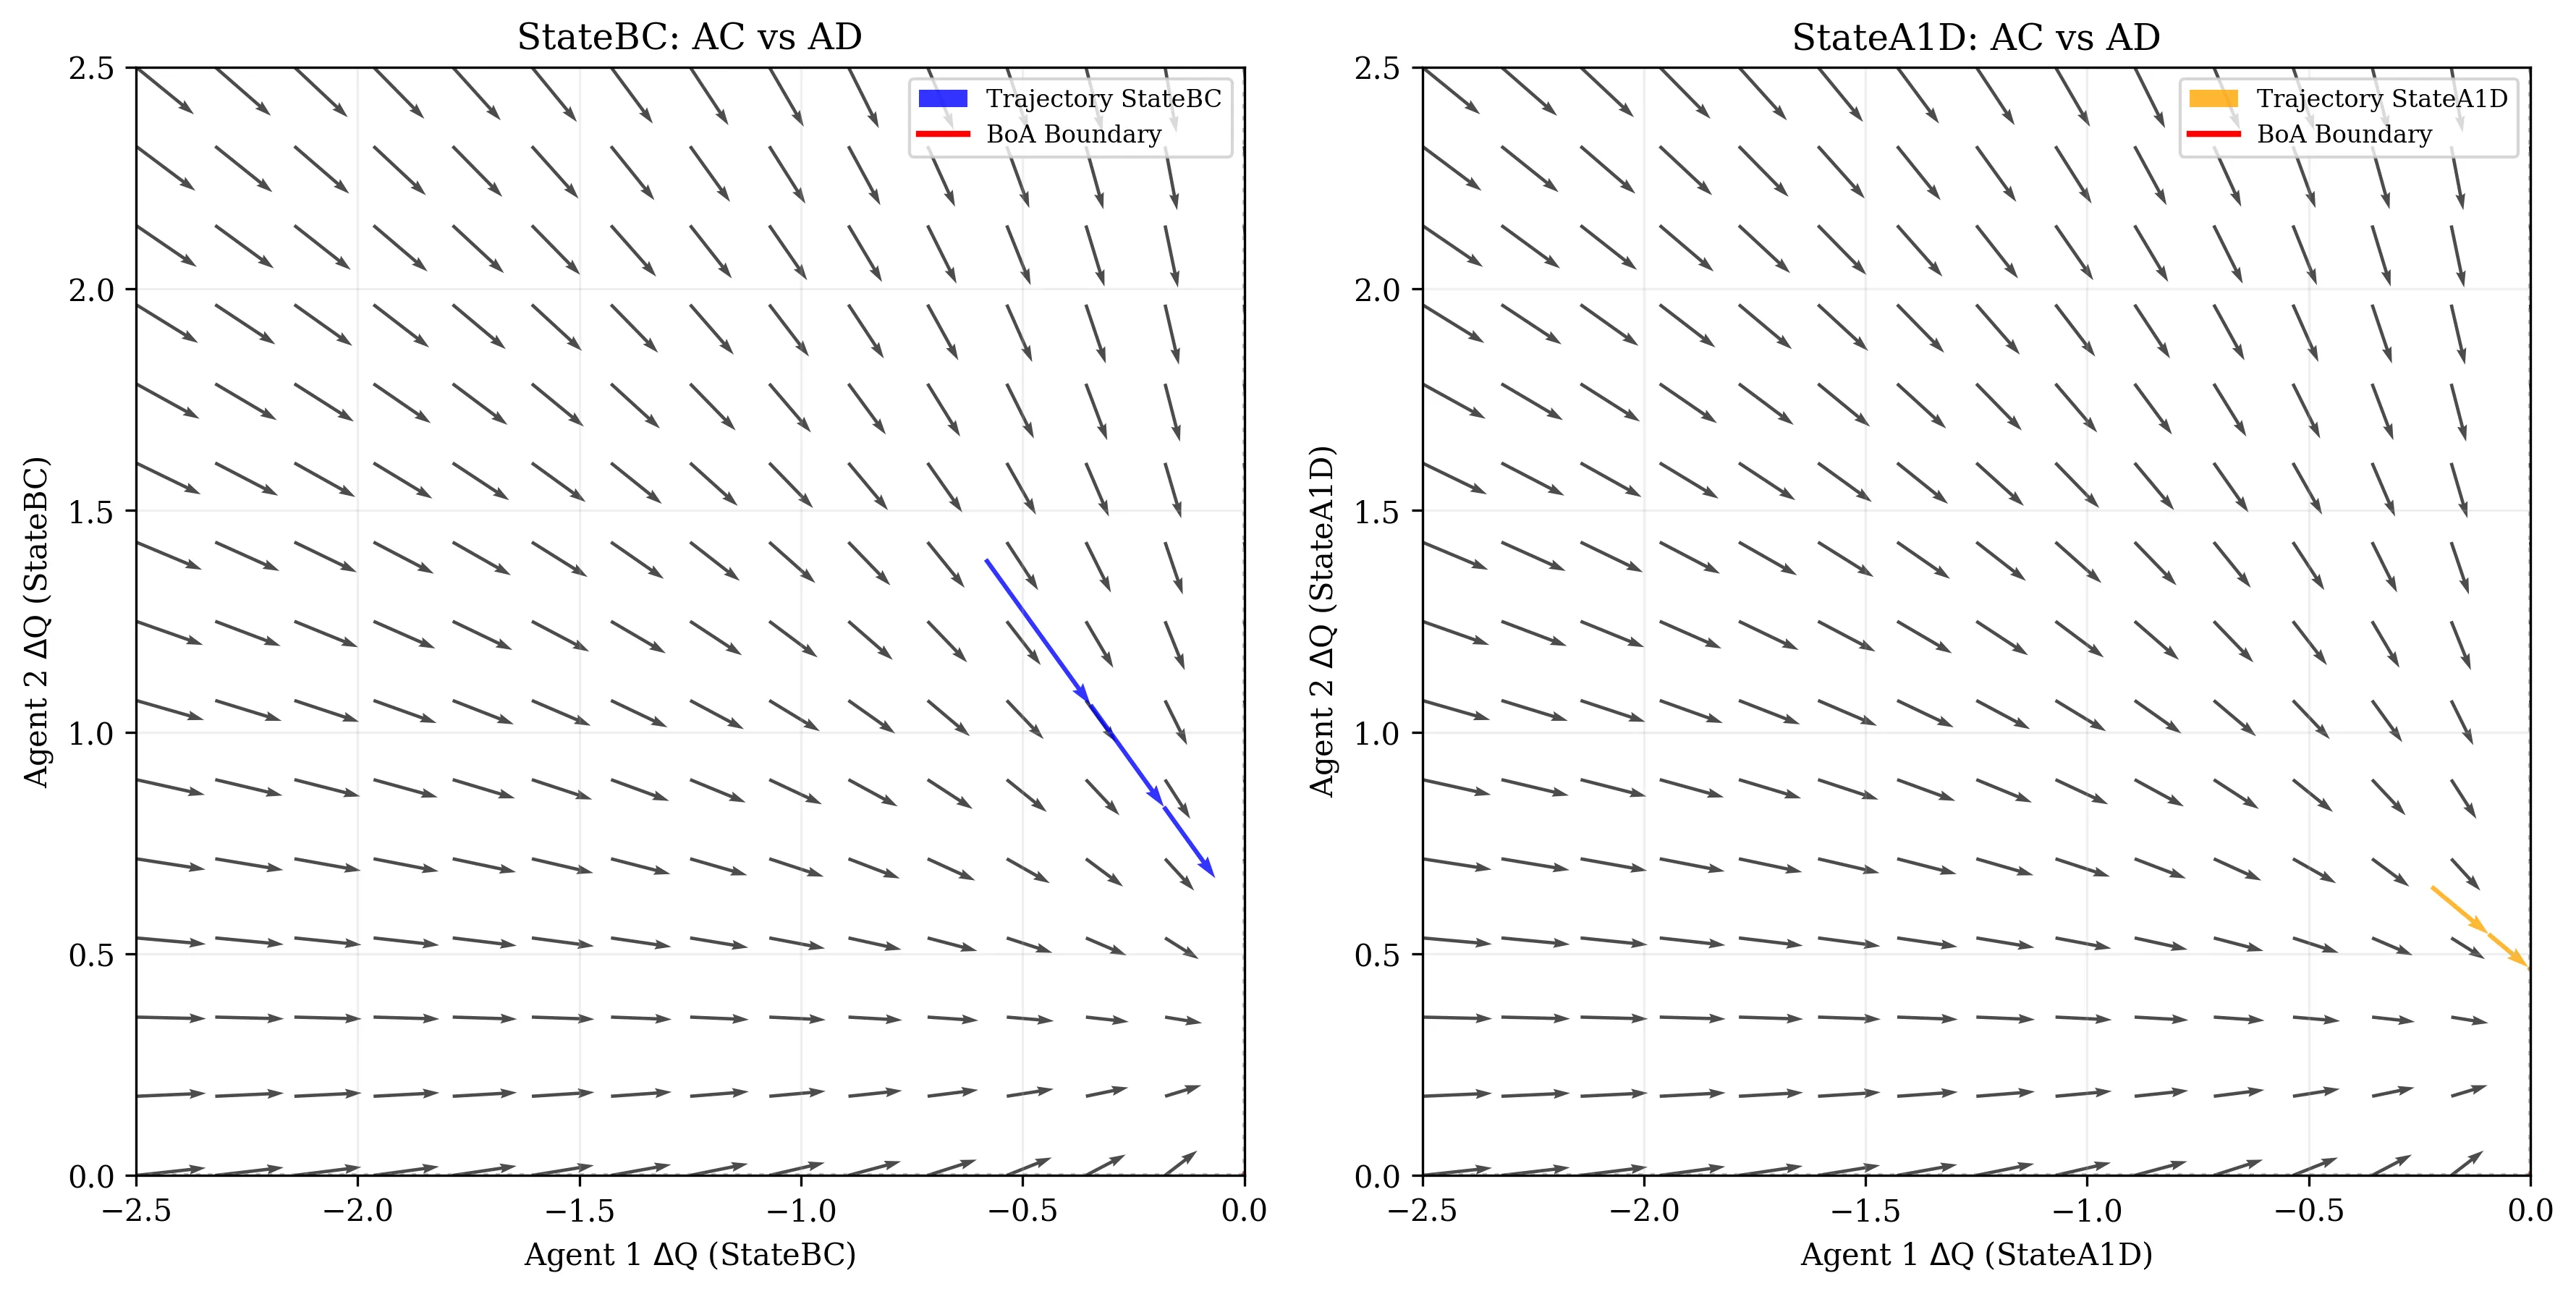 StateBC: AC vs AD
Trajectory StateBC
BoA Boundary
Agent 2 ΔQ (StateBC)
2.5
2.0
1.5
1.0
0.5
0.0
−2.5
−2.0
−1.5
−1.0
−0.5
0.0
Agent 1 ΔQ (StateBC)
StateA1D: AC vs AD
Trajectory StateA1D
BoA Boundary
Agent 2 ΔQ (StateA1D)
2.5
2.0
1.5
1.0
0.5
0.0
−2.5
−2.0
−1.5
−1.0
−0.5
0.0
Agent 1 ΔQ (StateA1D)